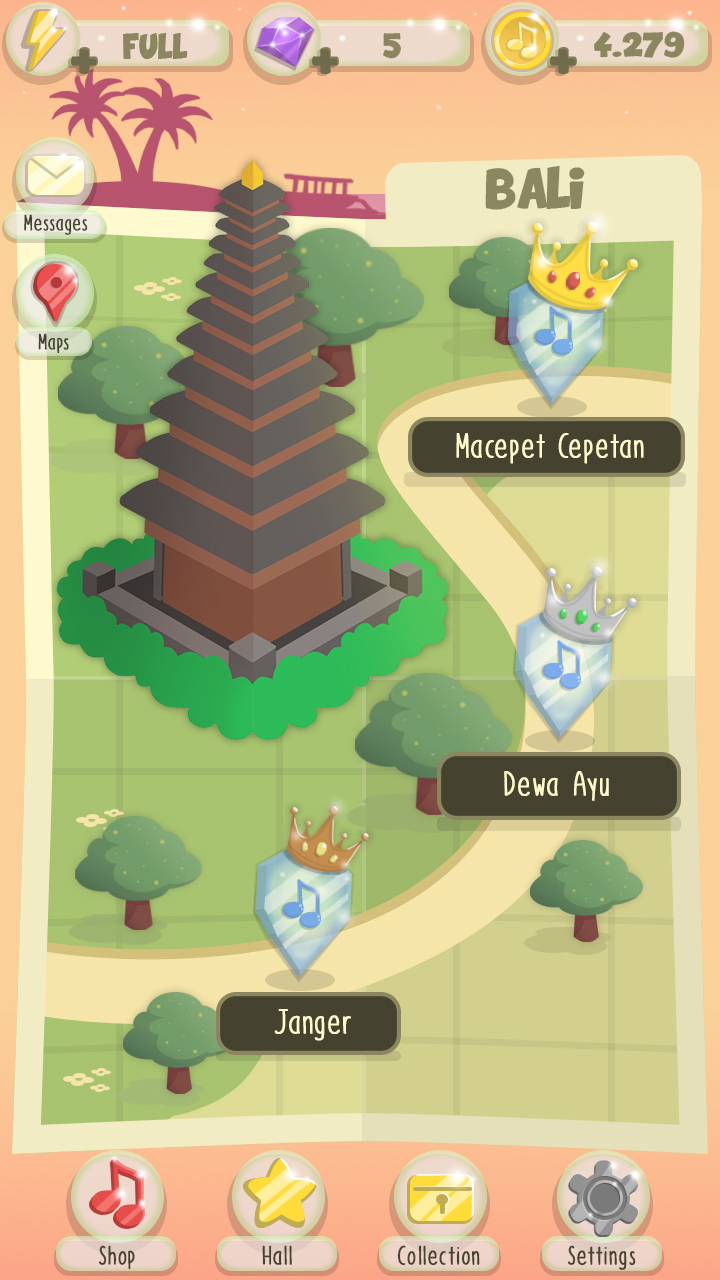 FULL
5
4.279
BALi
Messages
Maps
Macepet Cepetan
Dewa Ayu
Janger
Shop
Hall
Collection
Settings